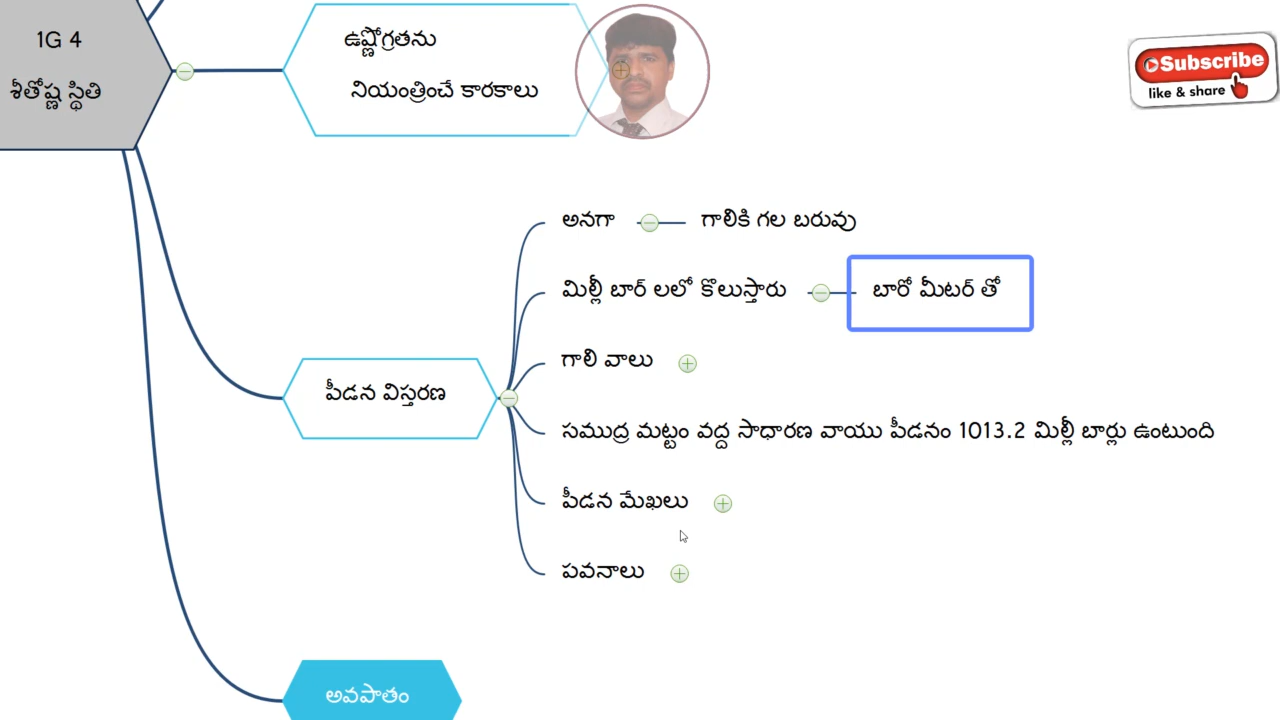 1G 4
శీతోష్ణ స్థితి
ఉష్ణోగ్రతను
నియంత్రించే కారకాలు
Subscribe
like & share
అనగా
గాలికి గల బరువు
మిల్లీ బార్ లలో కొలుస్తారు
బారో మీటర్ తో
గాలి వాలు
పీడన విస్తరణ
సముద్ర మట్టం వద్ద సాధారణ వాయు పీడనం 1013.2 మిల్లీ బార్లు ఉంటుంది
పీడన మేఖలు
పవనాలు
అవపాతం